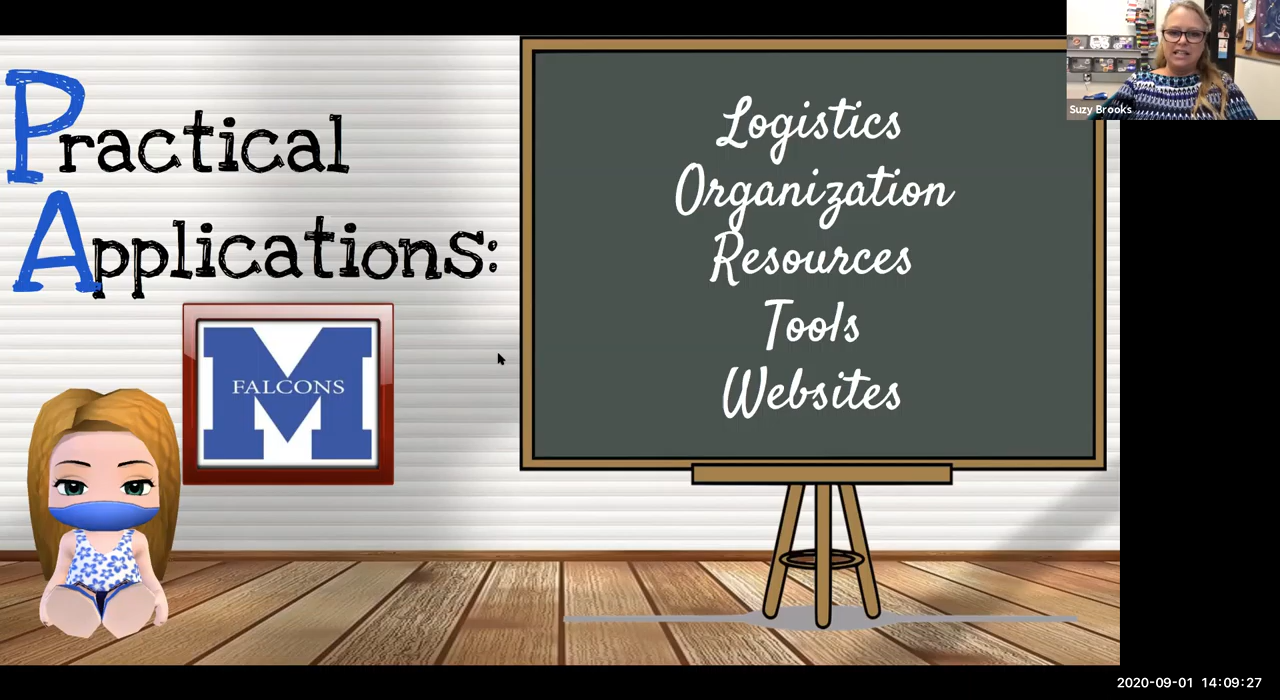 Practical
Applications:
FALCONS
M
Logistics
Organization
Resources
Tools
Websites
Suzy Brooks
2020-09-01 14:09:27